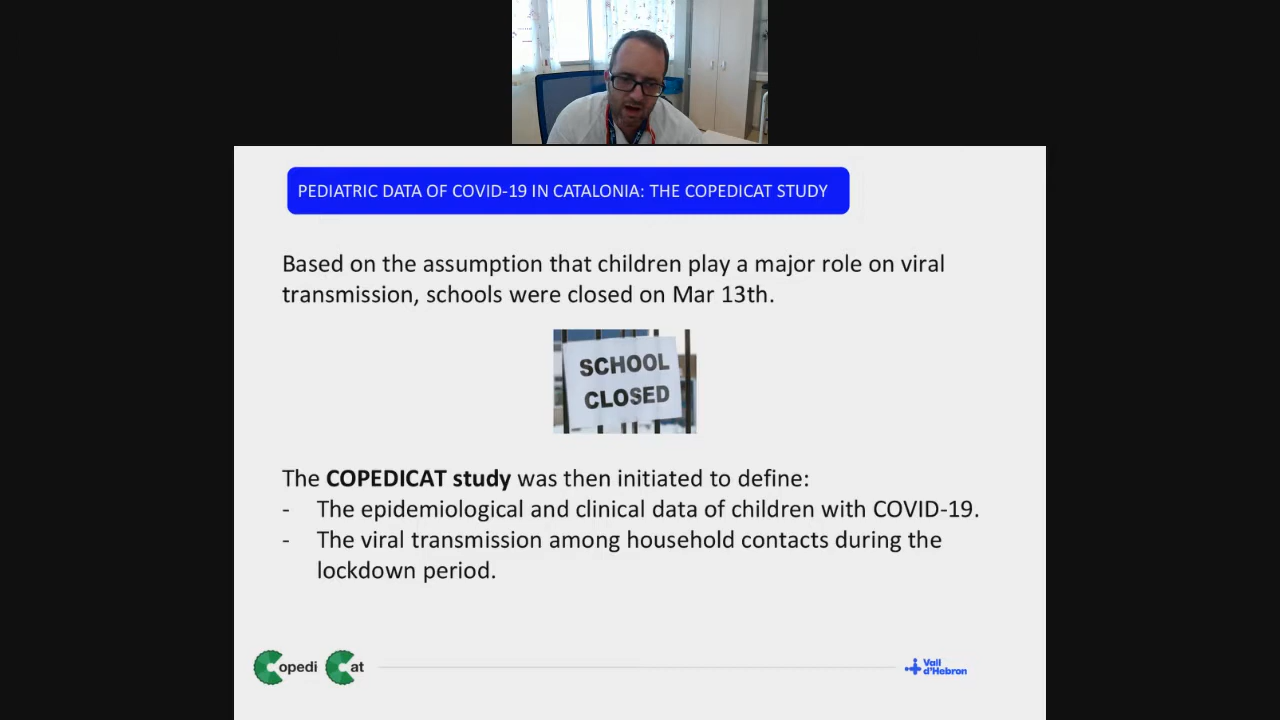 PEDIATRIC DATA OF COVID-19 IN CATALONIA: THE COPEDICAT STUDY
Based on the assumption that children play a major role on viral
transmission, schools were closed on Mar 13th.
SCHOOL
CLOSED
The COPEDICAT study was then initiated to define:
- The epidemiological and clinical data of children with COVID-19.
- The viral transmission among household contacts during the
lockdown period.
Copedi Cat
Vall
d'Hebron